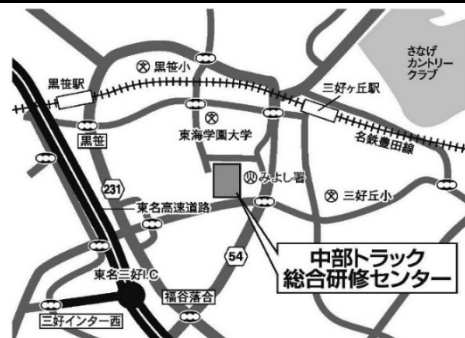 さなげ
カントリー
クラブ
黒笹小
黒笹駅
三好ヶ丘駅
黒笹
東海学園大学
名鉄豊田線
みよし署
231
三好丘小
東名高速道路
54
中部トラック
総合研修センター
東名三好I.C
福谷落合
三好インター西